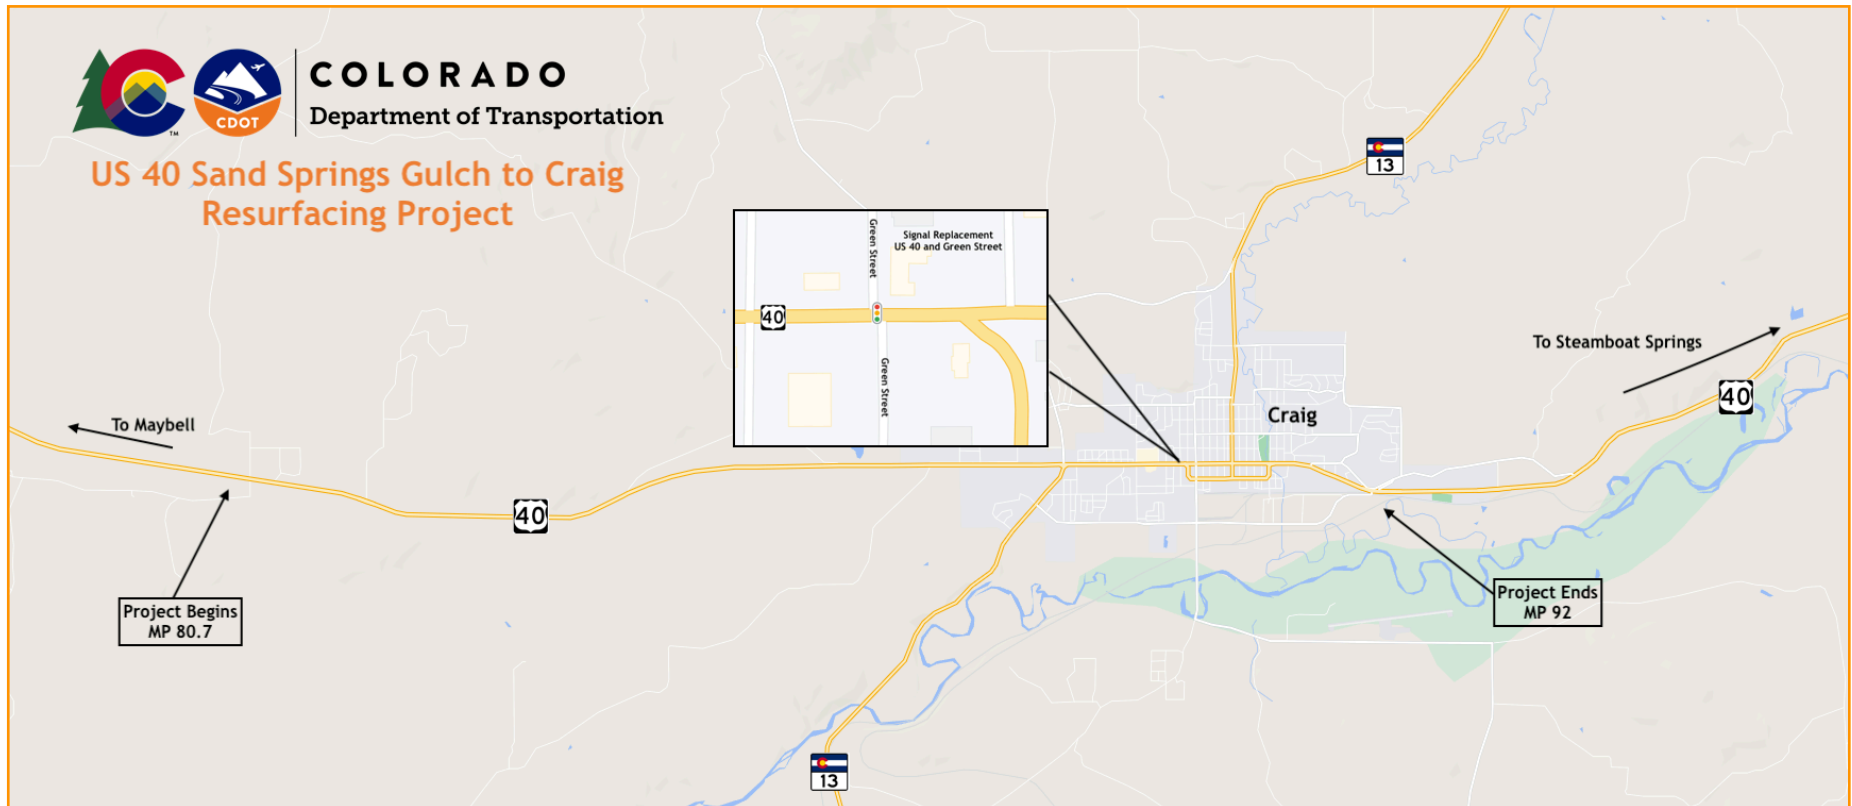 COLORADO
Department of Transportation
CDOT
TM
US 40 Sand Springs Gulch to Craig
Resurfacing Project
13
Green Street
Signal Replacement
US 40 and Green Street
40
Green Street
To Steamboat Springs
40
Craig
To Maybell
40
Project Begins
MP 80.7
Project Ends
MP 92
13